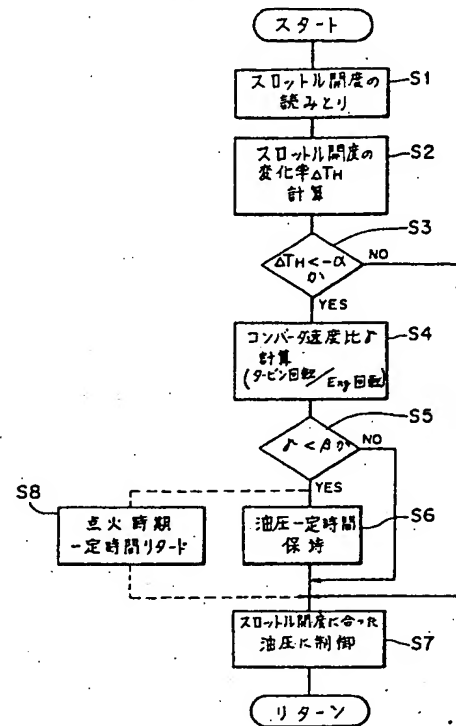 スタート
スロットル開度の
読みとり
S1
スロットル開度の
変化率ΔTH
計算
S2
S3
ΔTH<-α
か
NO
YES
コンバータ速度比γ
計算
(タービン回転/Eng回転)
S4
S5
γ<βか
NO
YES
S8
点火時期
一定時間リタード
油圧一定時間
保持
S6
スロットル開度に合った
油圧に制御
S7
リターン